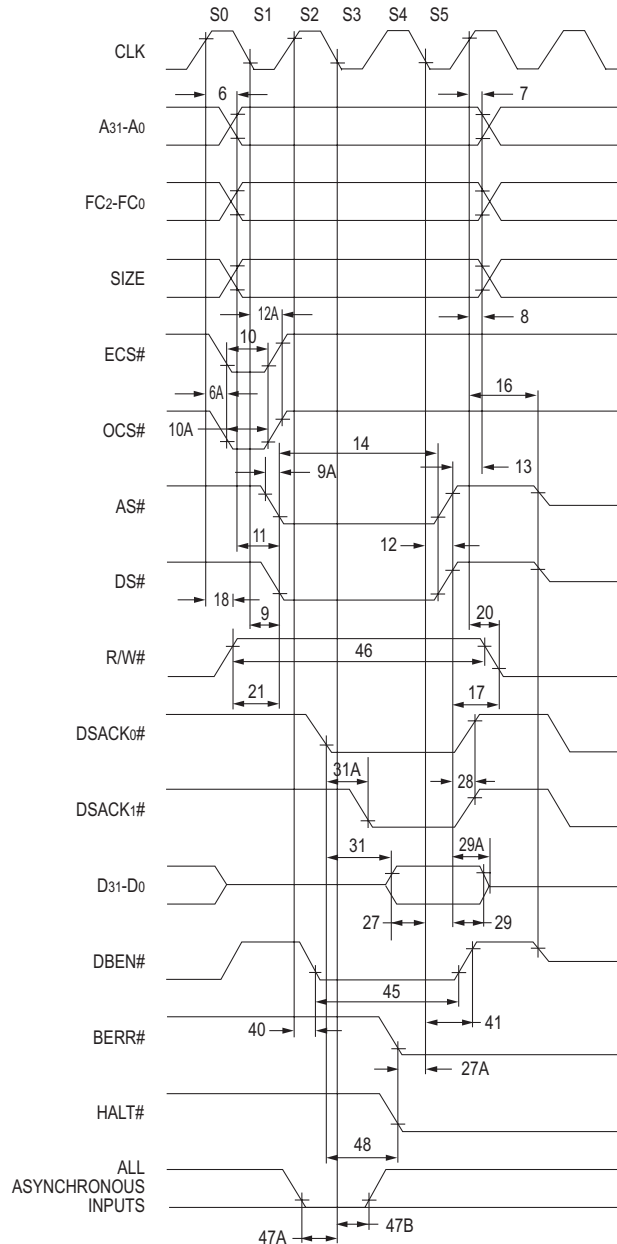 S0 S1 S2 S3 S4 S5
CLK
6 7
A31-A0
FC2-FC0
SIZE
12A 8
10
ECS#
6A 16
10A
OCS#
14
9A 13
AS#
11 12
DS#
18 9 20
R/W#
46
21 17
DSACK0#
31A 28
DSACK1#
31 29A
D31-D0
27 29
DBEN#
45
40 41
BERR#
27A
HALT#
48
ALL
ASYNCHRONOUS
INPUTS
47A 47B